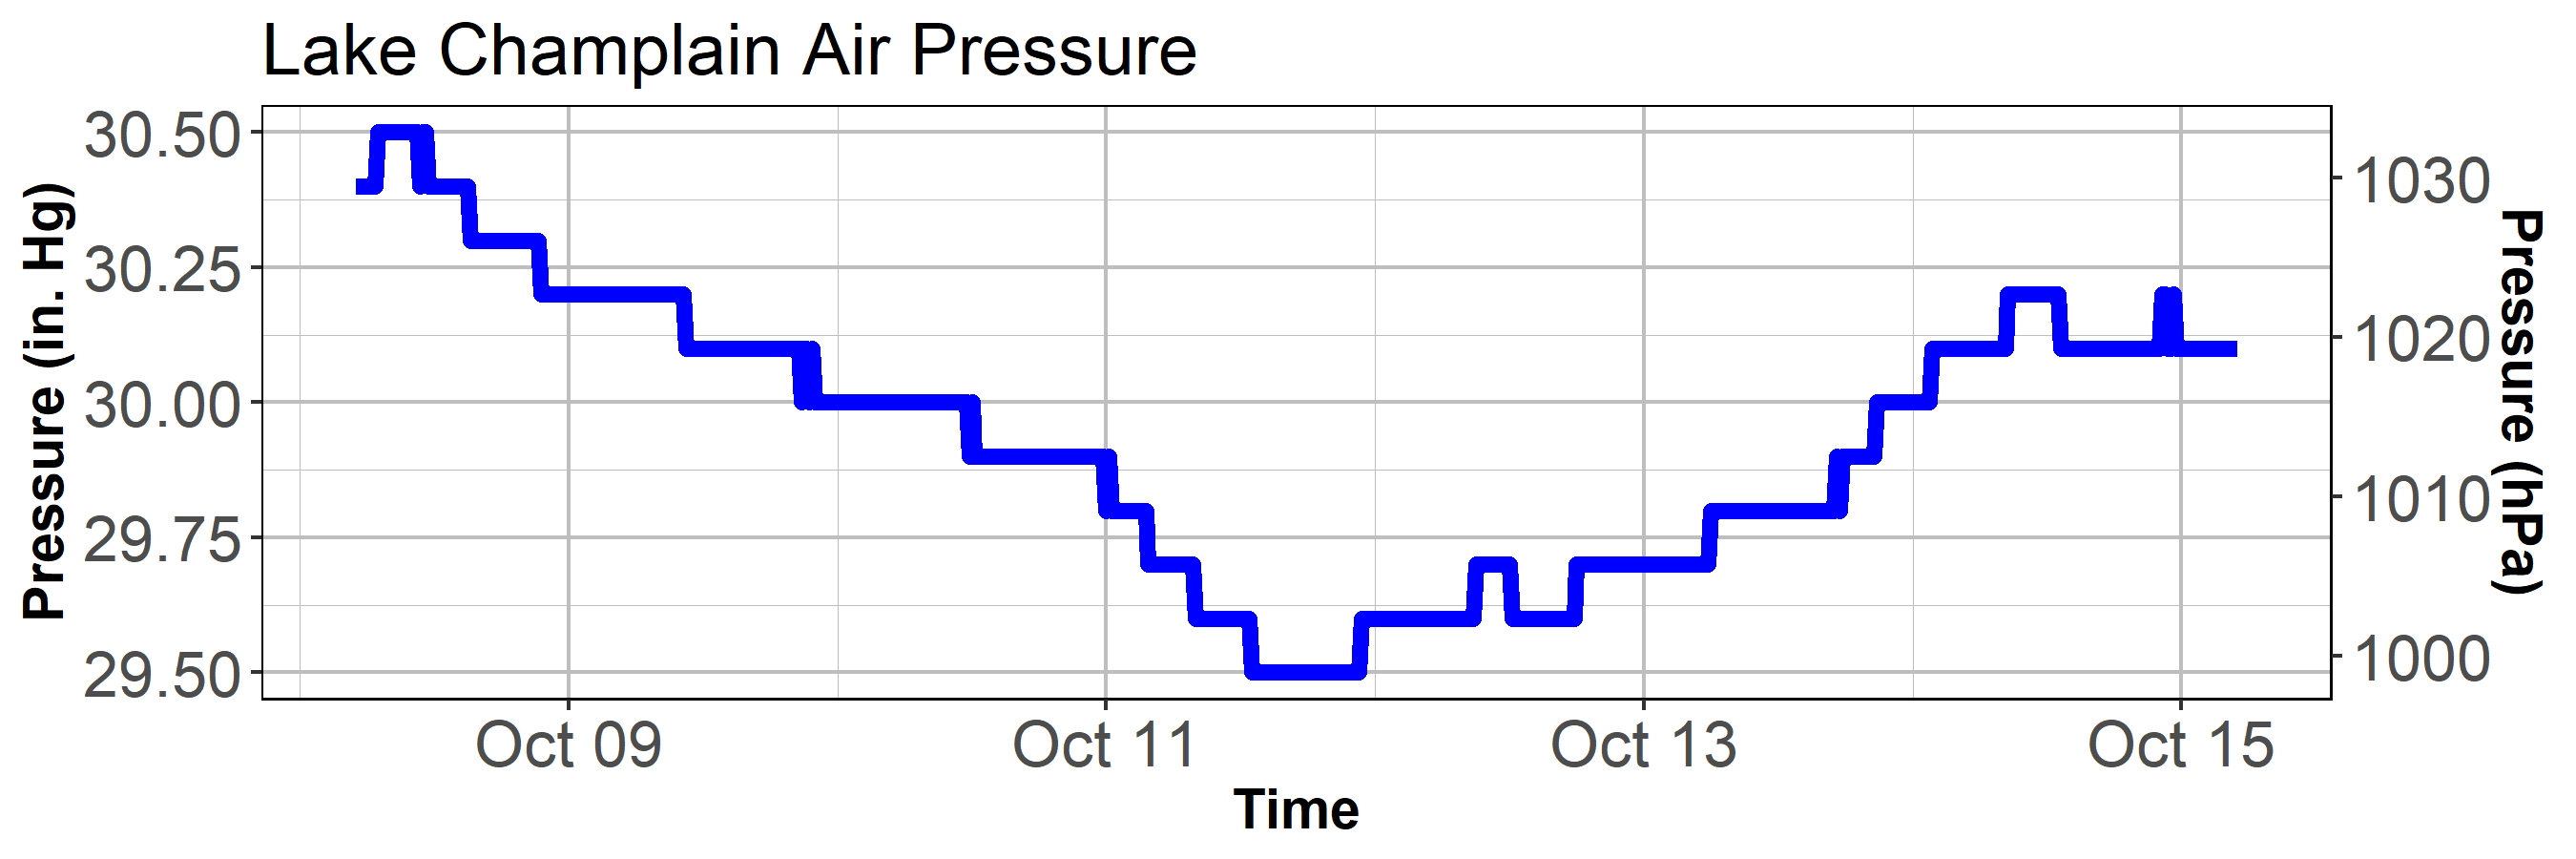 Lake Champlain Air Pressure
Pressure (in. Hg)
30.50
30.25
30.00
29.75
29.50
1030
1020
1010
1000
Pressure (hPa)
Oct 09 Oct 11 Oct 13 Oct 15
Time